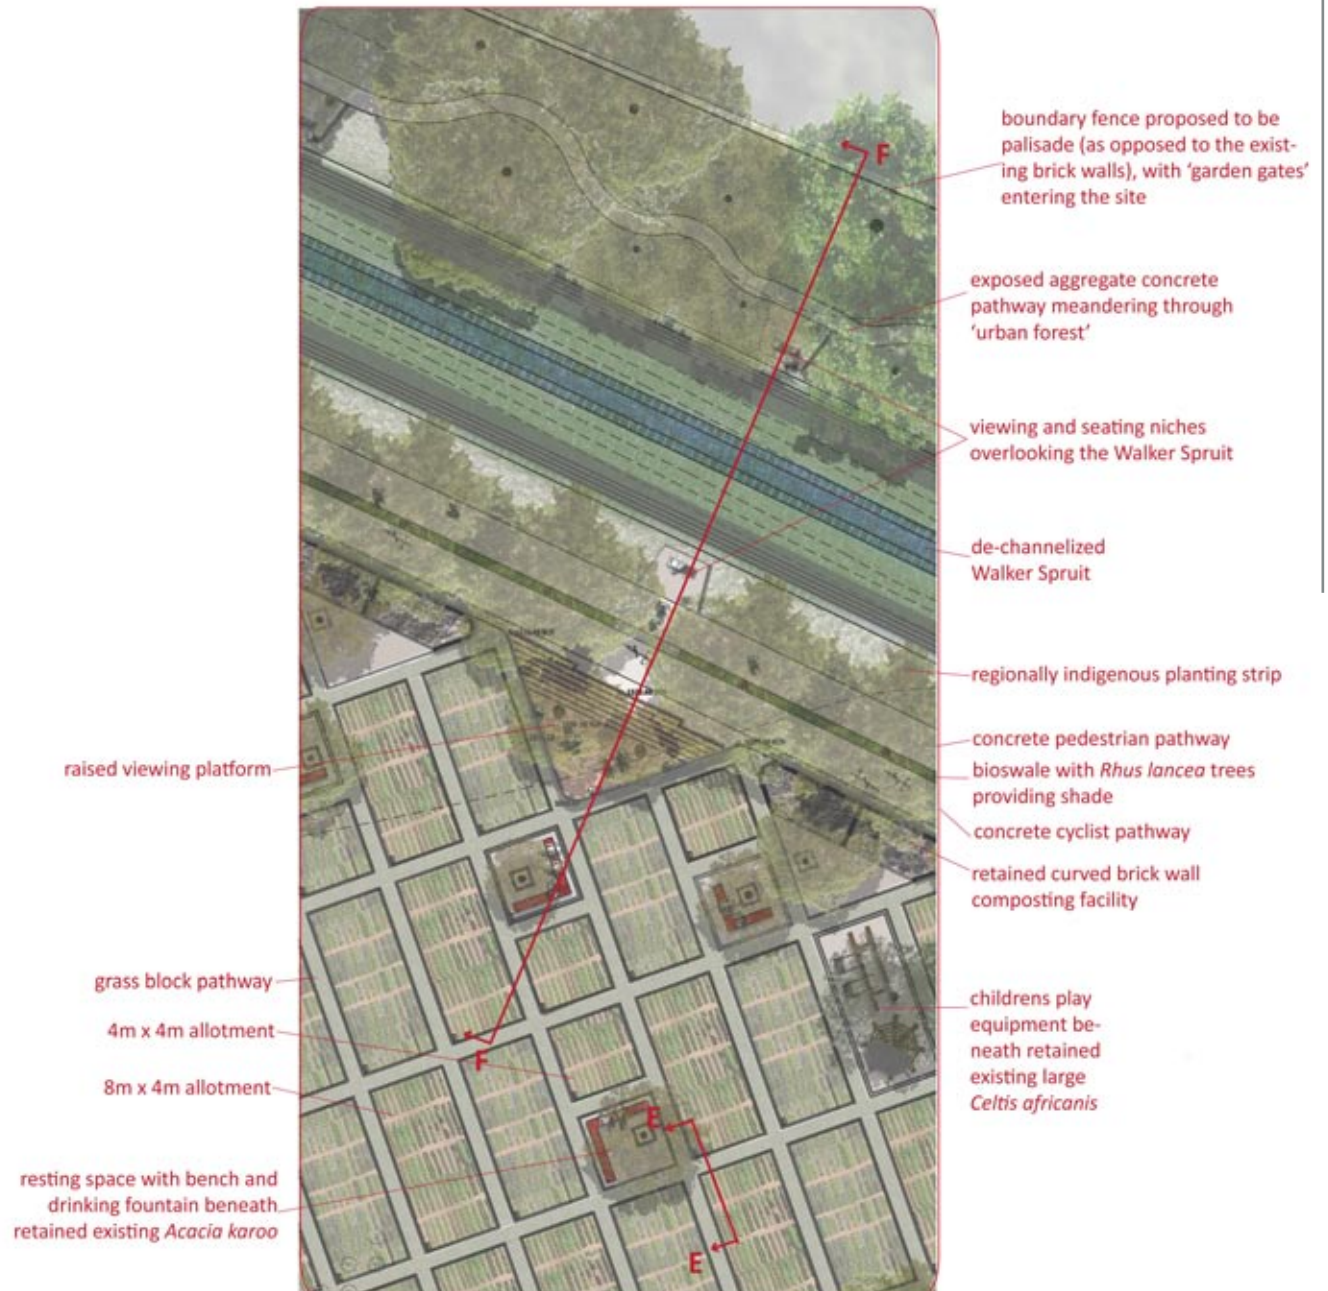 boundary fence proposed to be
palisade (as opposed to the exist-
ing brick walls), with ‘garden gates’
entering the site
F
exposed aggregate concrete
pathway meandering through
‘urban forest’
viewing and seating niches
overlooking the Walker Spruit
de-channelized
Walker Spruit
regionally indigenous planting strip
concrete pedestrian pathway
raised viewing platform
bioswale with Rhus lancea trees
providing shade
concrete cyclist pathway
retained curved brick wall
composting facility
grass block pathway
childrens play
equipment be-
neath retained
existing large
Celtis africanis
4m x 4m allotment
F
8m x 4m allotment
E
resting space with bench and
drinking fountain beneath
retained existing Acacia karoo
E